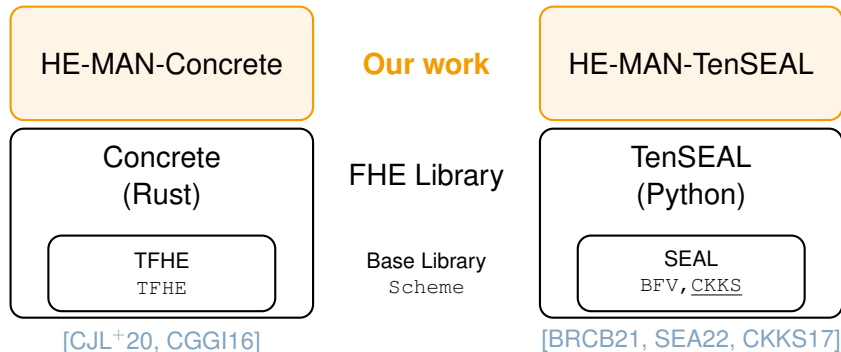 HE-MAN-Concrete
Our work
HE-MAN-TenSEAL
Concrete
(Rust)
FHE Library
TenSEAL
(Python)
TFHE
TFHE
Base Library
Scheme
SEAL
BFV,CKKS
[CJL+20, CGGI16]
[BRCB21, SEA22, CKKS17]